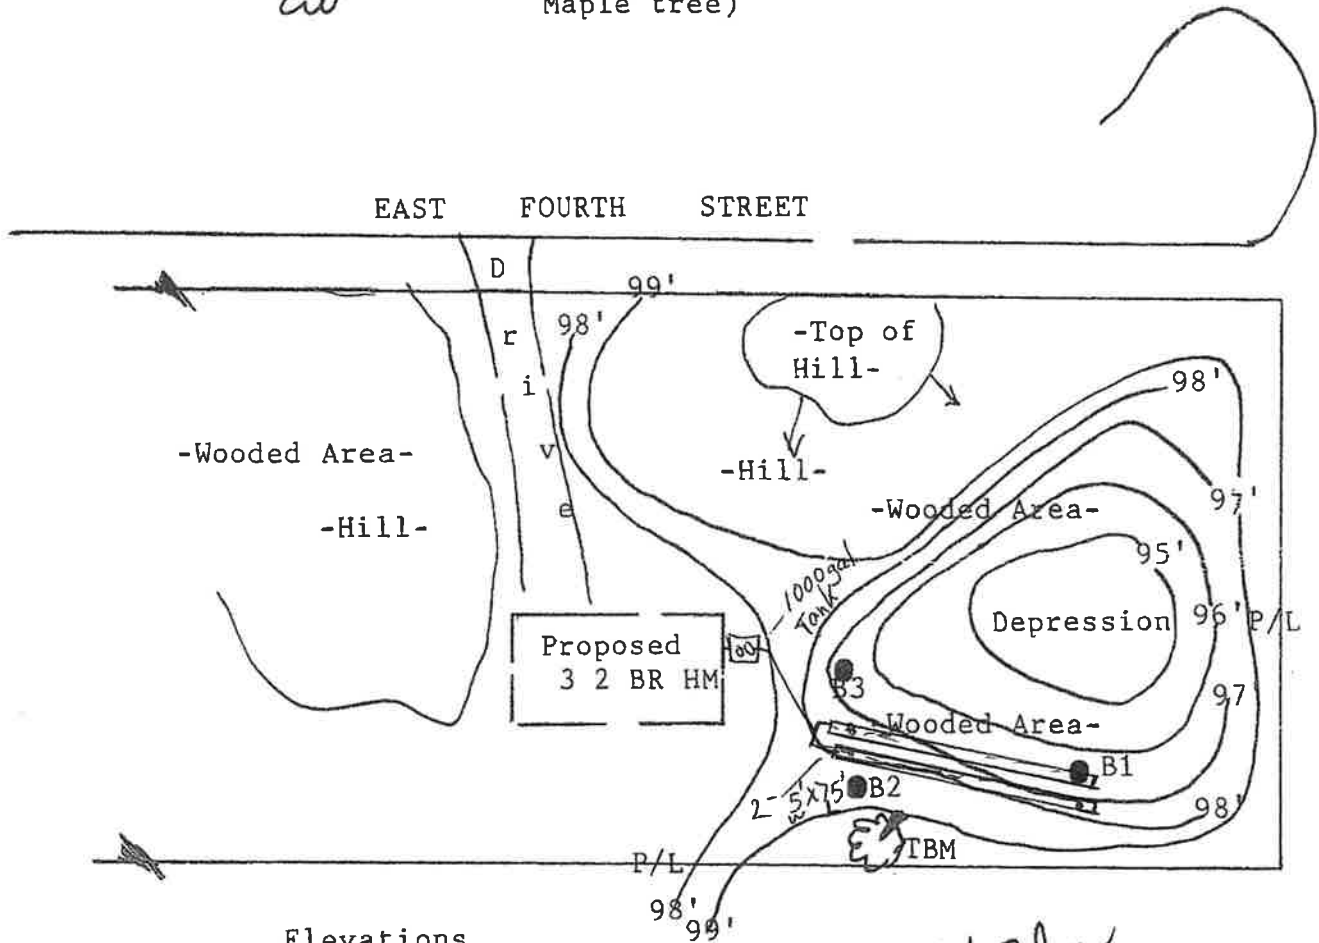 Maple tree)
EAST FOURTH STREET
D
r
i
v
e
99'
98'
-Top of
Hill-
98'
-Wooded Area-
-Hill-
-Hill-
97'
-Wooded Area-
95'
1000gal
Tank
Depression
96'
P/L
Proposed
3 2 BR HM
B3
97
-Wooded Area-
B1
2-5'x75'
w
B2
98'
TBM
P/L
98'
99'
Elevations